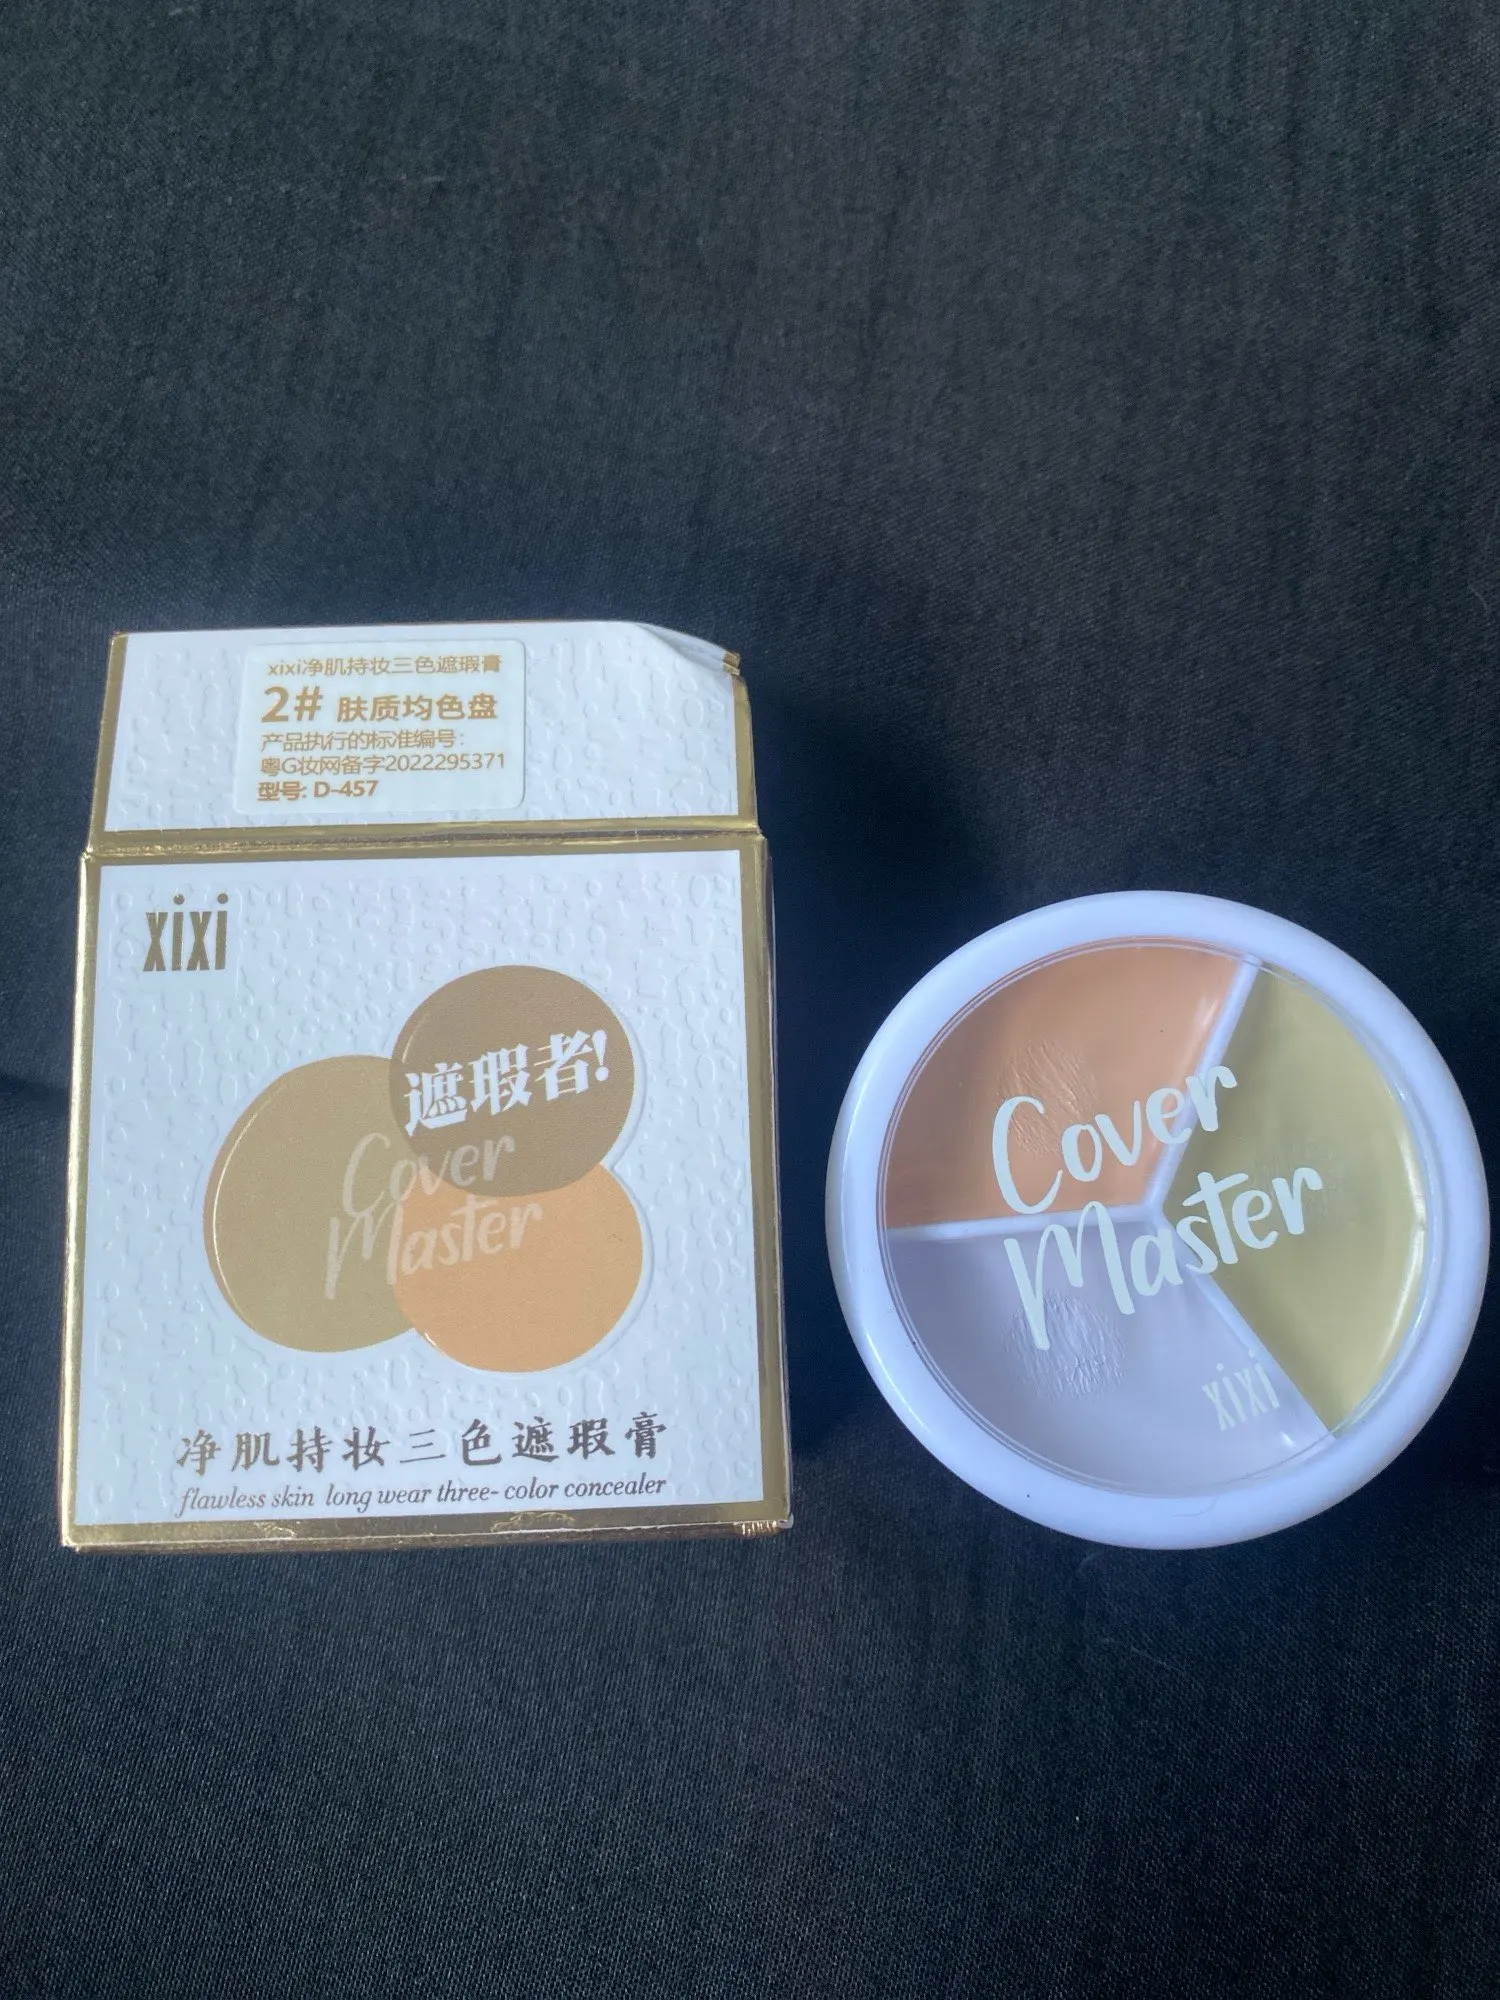 xixi净肌持妆三色遮瑕膏
2# 肤质均色盘
产品执行的标准编号:
粤G妆网备字2022295371
型号: D-457
xixi
遮瑕者!
Cover
Master
净肌持妆三色遮瑕膏
flawless skin long wear three- color concealer
Cover
Master
xixi